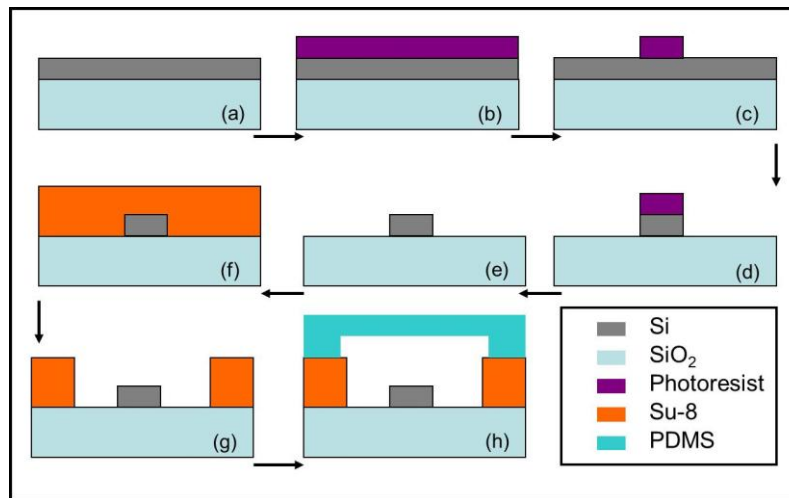 (a)
(b)
(c)
(d)
(e)
(f)
(g)
(h)
Si
SiO₂
Photoresist
Su-8
PDMS